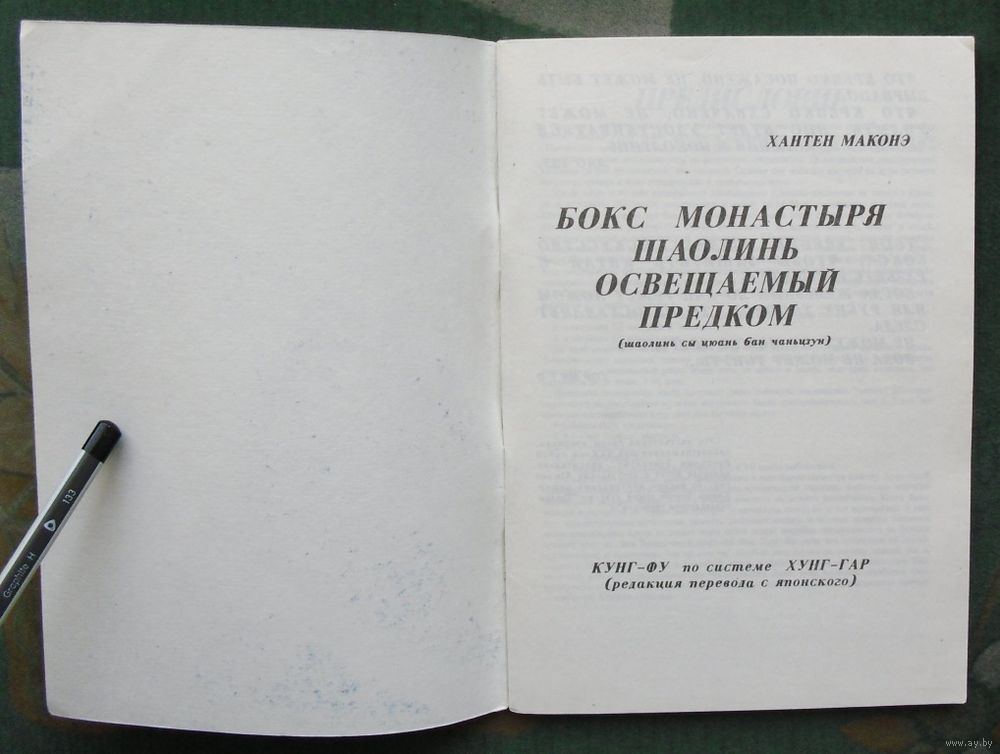 ХАНТЕН МАКОНЭ
БОКС МОНАСТЫРЯ
ШАОЛИНЬ
ОСВЕЩАЕМЫЙ
ПРЕДКОМ
(шаолинь сы цюань бан чаньцзун)
КУНГ-ФУ по системе ХУНГ-ГАР
(редакция перевода с японского)
Graphite H 133
www.ay.by